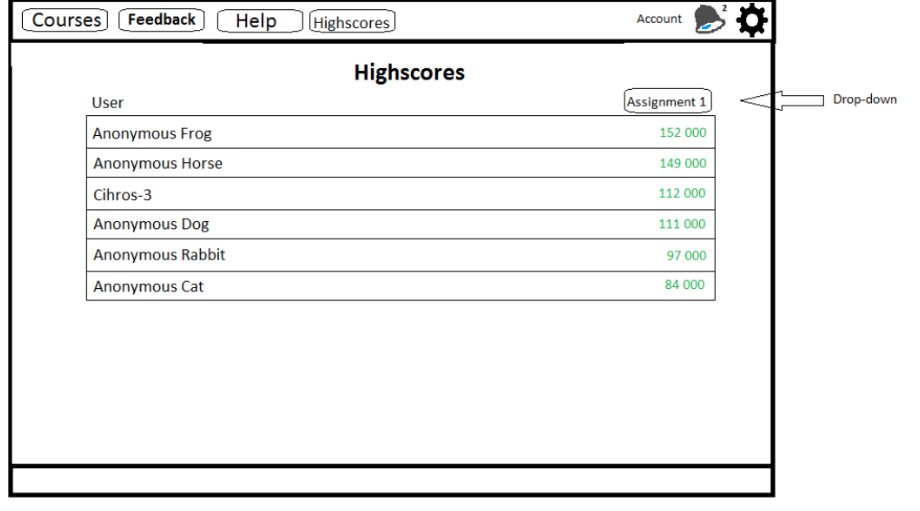 Courses Feedback Help Highscores Account 2
Highscores
User Assignment 1 Drop-down
Anonymous Frog 152 000
Anonymous Horse 149 000
Cihros-3 112 000
Anonymous Dog 111 000
Anonymous Rabbit 97 000
Anonymous Cat 84 000